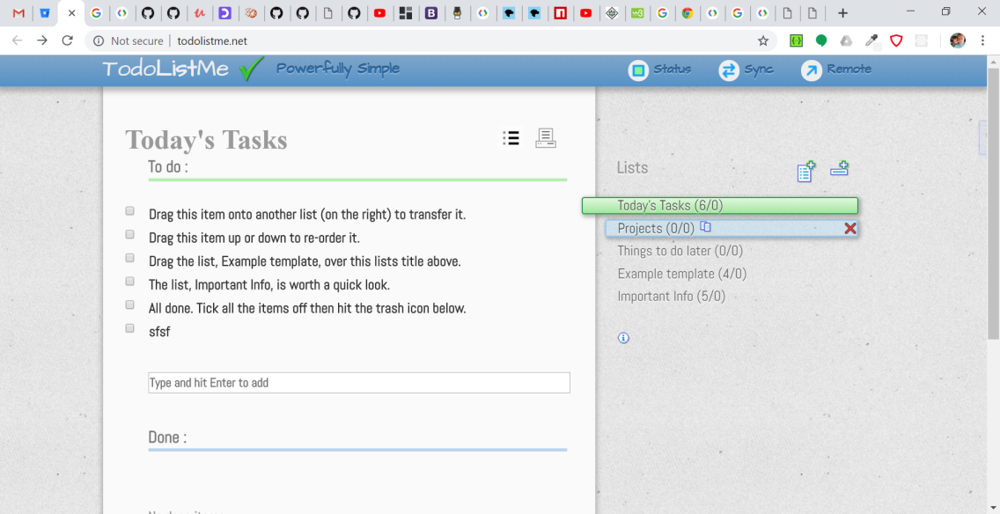 Not secure | todolistme.net
TodoListMe Powerfully Simple Status Sync Remote
Today's Tasks
To do :
Drag this item onto another list (on the right) to transfer it.
Drag this item up or down to re-order it.
Drag the list, Example template, over this lists title above.
The list, Important Info, is worth a quick look.
All done. Tick all the items off then hit the trash icon below.
sfsf
Type and hit Enter to add
Done :
Lists
Today's Tasks (6/0)
Projects (0/0)
Things to do later (0/0)
Example template (4/0)
Important Info (5/0)